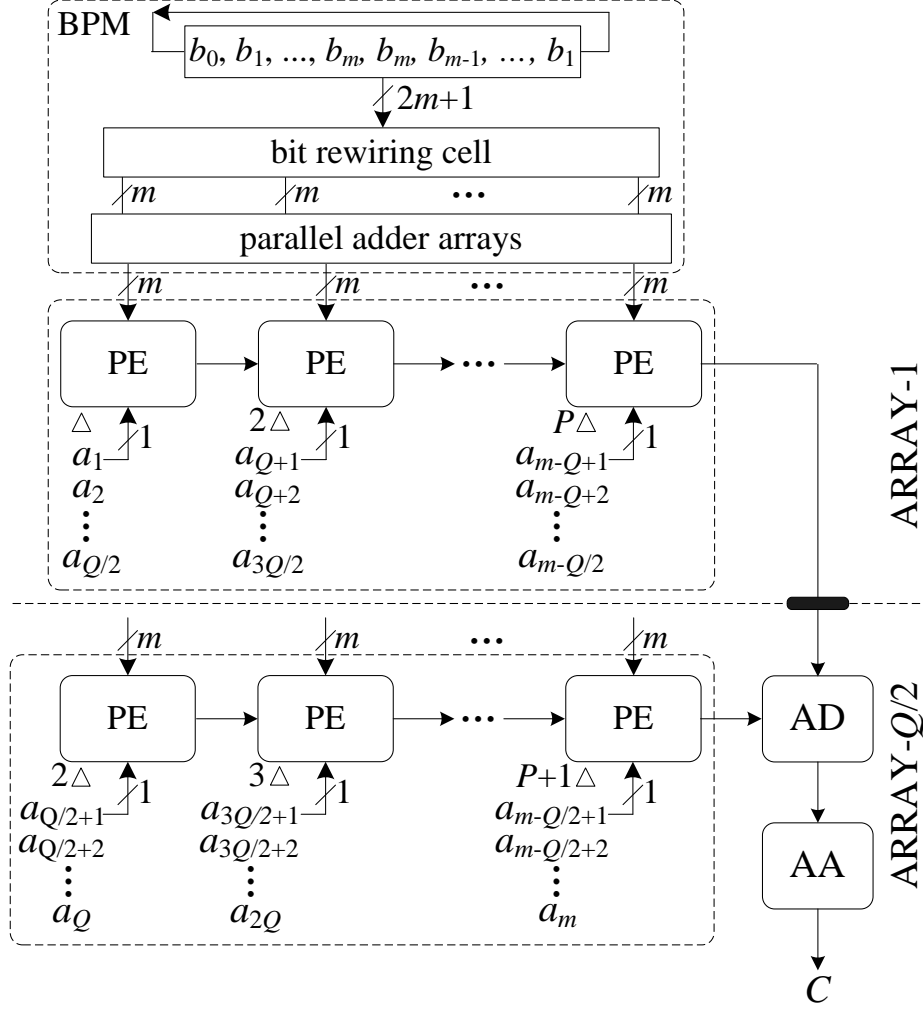 BPM
b0, b1, ..., bm, bm, bm-1, ..., b1
2m+1
bit rewiring cell
m m ... m
parallel adder arrays
m m ... m
PE PE ... PE
△ 1 2△ 1 P△ 1
a1 aQ+1 am-Q+1
a2 aQ+2 am-Q+2
⋮ ⋮ ⋮
aQ/2 a3Q/2 am-Q/2
ARRAY-1
m m ... m
PE PE ... PE AD
2△ 1 3△ 1 P+1△ 1
aQ/2+1 a3Q/2+1 am-Q/2+1
aQ/2+2 a3Q/2+2 am-Q/2+2
⋮ ⋮ ⋮
aQ a2Q am
AA
ARRAY-Q/2
C